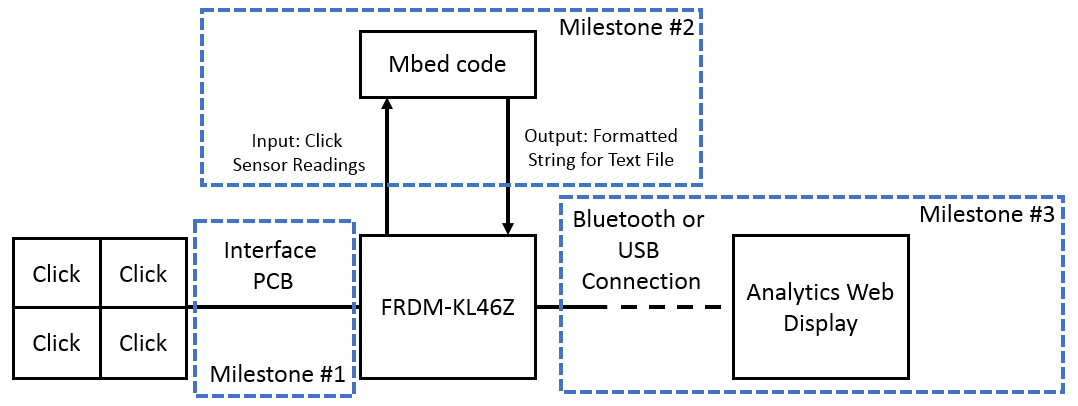 Milestone #2
Mbed code
Input: Click
Sensor Readings
Output: Formatted
String for Text File
Click
Click
Click
Click
Interface
PCB
Milestone #1
FRDM-KL46Z
Bluetooth or
USB
Connection
Milestone #3
Analytics Web
Display